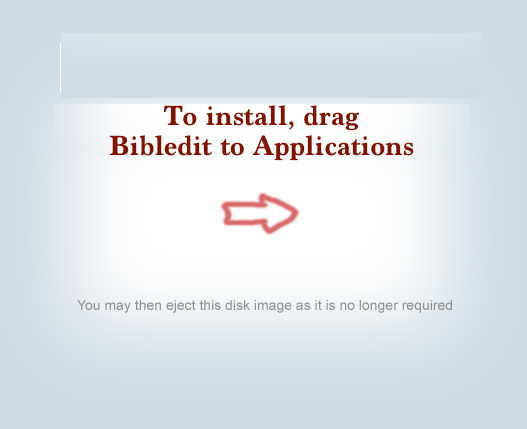 To install, drag
Bibledit to Applications
You may then eject this disk image as it is no longer required